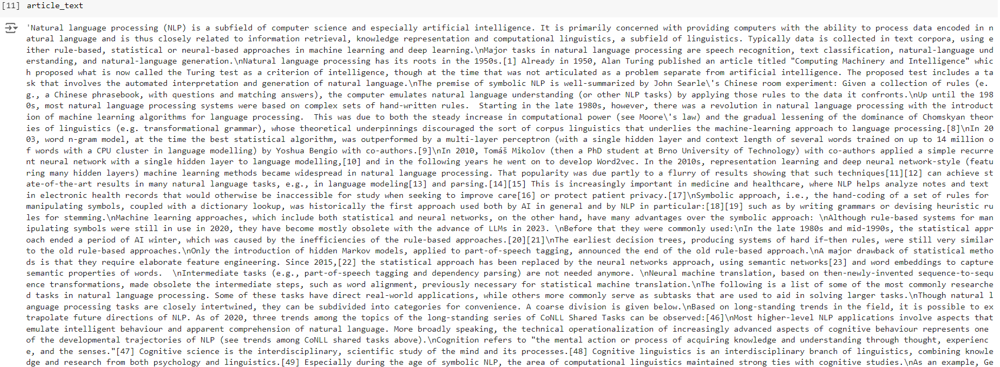 [11] article_text
'Natural language processing (NLP) is a subfield of computer science and especially artificial intelligence. It is primarily concerned with providing computers with the ability to process data encoded in n
atural language and is thus closely related to information retrieval, knowledge representation and computational linguistics, a subfield of linguistics. Typically data is collected in text corpora, using e
ither rule-based, statistical or neural-based approaches in machine learning and deep learning.\nMajor tasks in natural language processing are speech recognition, text classification, natural-language und
erstanding, and natural-language generation.\nNatural language processing has its roots in the 1950s.[1] Already in 1950, Alan Turing published an article titled "Computing Machinery and Intelligence" whic
h proposed what is now called the Turing test as a criterion of intelligence, though at the time that was not articulated as a problem separate from artificial intelligence. The proposed test includes a ta
sk that involves the automated interpretation and generation of natural language.\nThe premise of symbolic NLP is well-summarized by John Searle\'s Chinese room experiment: Given a collection of rules (e.
g., a Chinese phrasebook, with questions and matching answers), the computer emulates natural language understanding (or other NLP tasks) by applying those rules to the data it confronts.\nUp until the 198
0s, most natural language processing systems were based on complex sets of hand-written rules.  Starting in the late 1980s, however, there was a revolution in natural language processing with the introduct
ion of machine learning algorithms for language processing.  This was due to both the steady increase in computational power (see Moore\'s law) and the gradual lessening of the dominance of Chomskyan theor
ies of linguistics (e.g. transformational grammar), whose theoretical underpinnings discouraged the sort of corpus linguistics that underlies the machine-learning approach to language processing.[8]\nIn 20
03, word n-gram model, at the time the best statistical algorithm, was outperformed by a multi-layer perceptron (with a single hidden layer and context length of several words trained on up to 14 million o
f words with a CPU cluster in language modelling) by Yoshua Bengio with co-authors.[9]\nIn 2010, Tomáš Mikolov (then a PhD student at Brno University of Technology) with co-authors applied a simple recurre
nt neural network with a single hidden layer to language modelling,[10] and in the following years he went on to develop Word2vec. In the 2010s, representation learning and deep neural network-style (featu
ring many hidden layers) machine learning methods became widespread in natural language processing. That popularity was due partly to a flurry of results showing that such techniques[11][12] can achieve st
ate-of-the-art results in many natural language tasks, e.g., in language modeling[13] and parsing.[14][15] This is increasingly important in medicine and healthcare, where NLP helps analyze notes and text
in electronic health records that would otherwise be inaccessible for study when seeking to improve care[16] or protect patient privacy.[17]\nSymbolic approach, i.e., the hand-coding of a set of rules for
manipulating symbols, coupled with a dictionary lookup, was historically the first approach used both by AI in general and by NLP in particular:[18][19] such as by writing grammars or devising heuristic ru
les for stemming.\nMachine learning approaches, which include both statistical and neural networks, on the other hand, have many advantages over the symbolic approach: \nAlthough rule-based systems for man
ipulating symbols were still in use in 2020, they have become mostly obsolete with the advance of LLMs in 2023. \nBefore that they were commonly used:\nIn the late 1980s and mid-1990s, the statistical appr
oach ended a period of AI winter, which was caused by the inefficiencies of the rule-based approaches.[20][21]\nThe earliest decision trees, producing systems of hard if–then rules, were still very similar
to the old rule-based approaches.\nOnly the introduction of hidden Markov models, applied to part-of-speech tagging, announced the end of the old rule-based approach.\nA major drawback of statistical metho
ds is that they require elaborate feature engineering. Since 2015,[22] the statistical approach has been replaced by the neural networks approach, using semantic networks[23] and word embeddings to capture
semantic properties of words.  \nIntermediate tasks (e.g., part-of-speech tagging and dependency parsing) are not needed anymore. \nNeural machine translation, based on then-newly-invented sequence-to-sequ
ence transformations, made obsolete the intermediate steps, such as word alignment, previously necessary for statistical machine translation.\nThe following is a list of some of the most commonly researche
d tasks in natural language processing. Some of these tasks have direct real-world applications, while others more commonly serve as subtasks that are used to aid in solving larger tasks.\nThough natural l
anguage processing tasks are closely intertwined, they can be subdivided into categories for convenience. A coarse division is given below.\nBased on long-standing trends in the field, it is possible to ex
trapolate future directions of NLP. As of 2020, three trends among the topics of the long-standing series of CoNLL Shared Tasks can be observed:[46]\nMost higher-level NLP applications involve aspects that
emulate intelligent behaviour and apparent comprehension of natural language. More broadly speaking, the technical operationalization of increasingly advanced aspects of cognitive behaviour represents one
of the developmental trajectories of NLP (see trends among CoNLL shared tasks above).\nCognition refers to "the mental action or process of acquiring knowledge and understanding through thought, experienc
e, and the senses."[47] Cognitive science is the interdisciplinary, scientific study of the mind and its processes.[48] Cognitive linguistics is an interdisciplinary branch of linguistics, combining knowle
dge and research from both psychology and linguistics.[49] Especially during the age of symbolic NLP, the area of computational linguistics maintained strong ties with cognitive studies.\nAs an example, Ge